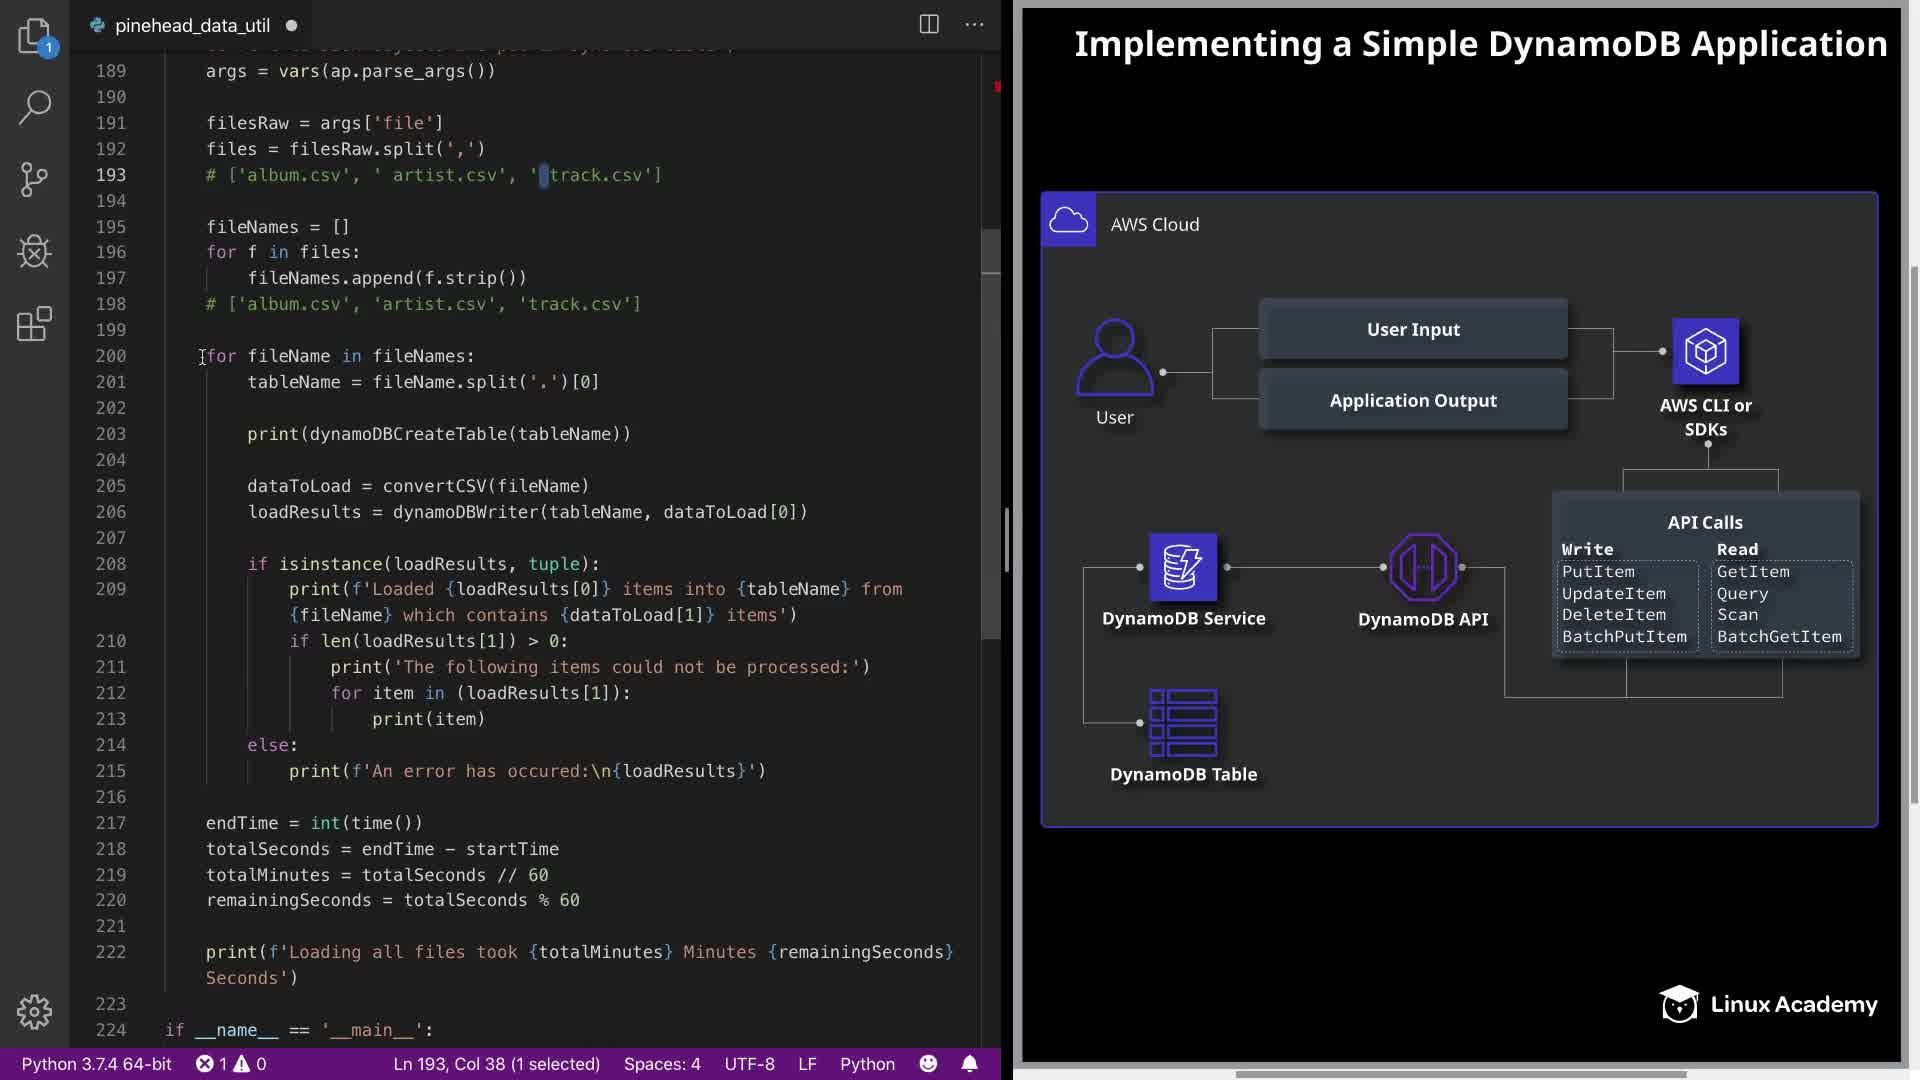 pinehead_data_util
1
189 args = vars(ap.parse_args())
190
191 filesRaw = args['file']
192 files = filesRaw.split(',')
193 # ['album.csv', ' artist.csv', ' track.csv']
194
195 fileNames = []
196 for f in files:
197 fileNames.append(f.strip())
198 # ['album.csv', 'artist.csv', 'track.csv']
199
200 for fileName in fileNames:
201 tableName = fileName.split('.')[0]
202
203 print(dynamoDBCreateTable(tableName))
204
205 dataToLoad = convertCSV(fileName)
206 loadResults = dynamoDBWriter(tableName, dataToLoad[0])
207
208 if isinstance(loadResults, tuple):
209 print(f'Loaded {loadResults[0]} items into {tableName} from
{fileName} which contains {dataToLoad[1]} items')
210 if len(loadResults[1]) > 0:
211 print('The following items could not be processed:')
212 for item in (loadResults[1]):
213 print(item)
214 else:
215 print(f'An error has occured:\n{loadResults}')
216
217 endTime = int(time())
218 totalSeconds = endTime - startTime
219 totalMinutes = totalSeconds // 60
220 remainingSeconds = totalSeconds % 60
221
222 print(f'Loading all files took {totalMinutes} Minutes {remainingSeconds}
Seconds')
223
224 if __name__ == '__main__':
Python 3.7.4 64-bit 1 0 Ln 193, Col 38 (1 selected) Spaces: 4 UTF-8 LF Python
Implementing a Simple DynamoDB Application
AWS Cloud
User Input
Application Output
User
AWS CLI or
SDKs
API Calls
Write Read
PutItem GetItem
UpdateItem Query
DeleteItem Scan
BatchPutItem BatchGetItem
DynamoDB Service
DynamoDB API
DynamoDB Table
Linux Academy